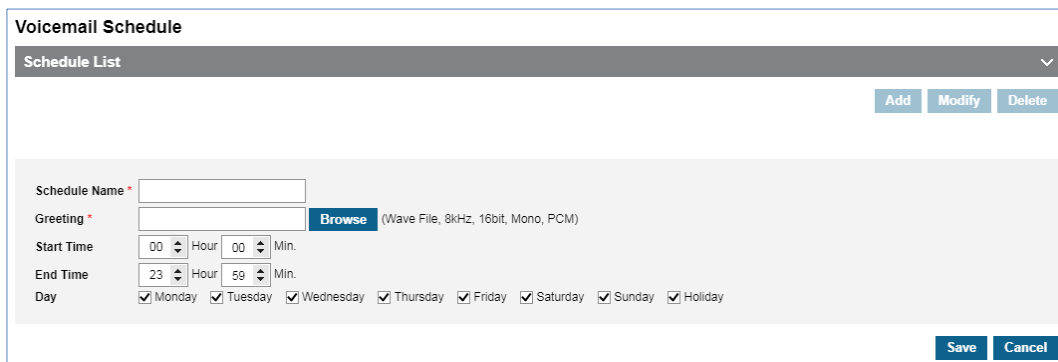 Voicemail Schedule
Schedule List
Add Modify Delete
Schedule Name *
Greeting * Browse (Wave File, 8kHz, 16bit, Mono, PCM)
Start Time 00 Hour 00 Min.
End Time 23 Hour 59 Min.
Day Monday Tuesday Wednesday Thursday Friday Saturday Sunday Holiday
Save Cancel